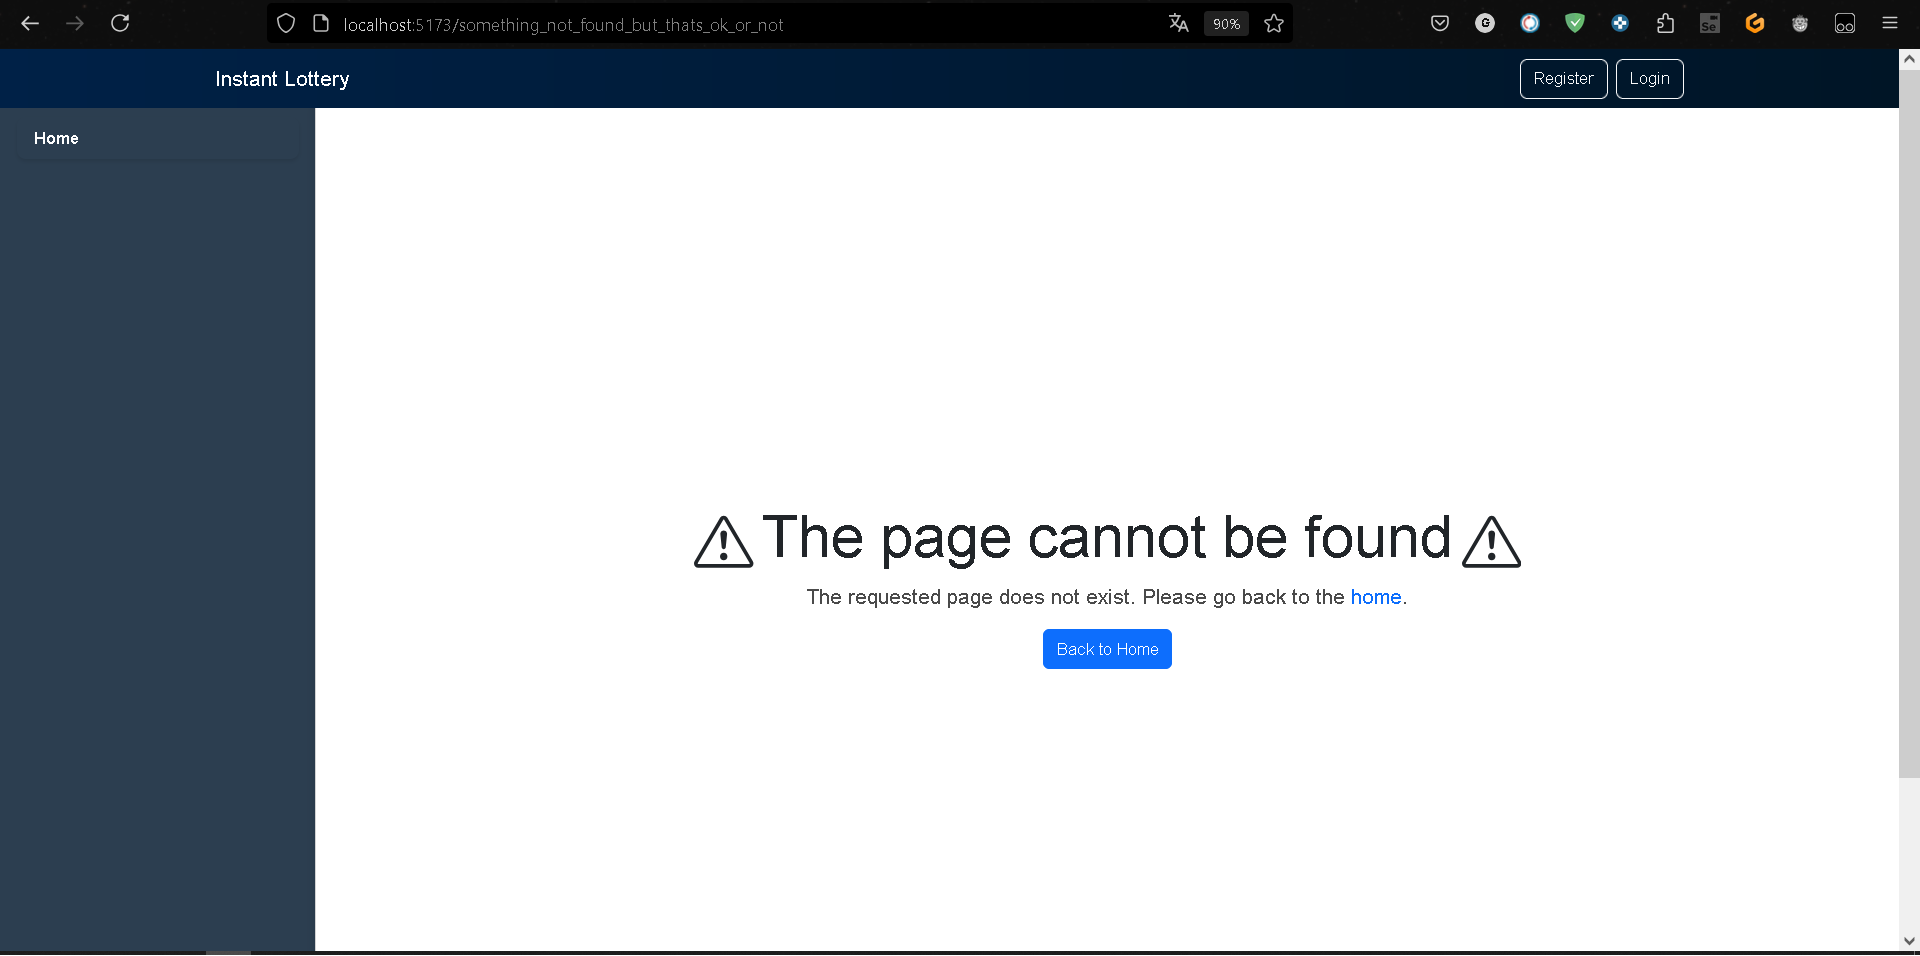 localhost:5173/something_not_found_but_thats_ok_or_not
90%
G
Se
Instant Lottery
Register
Login
Home
The page cannot be found
The requested page does not exist. Please go back to the home.
Back to Home